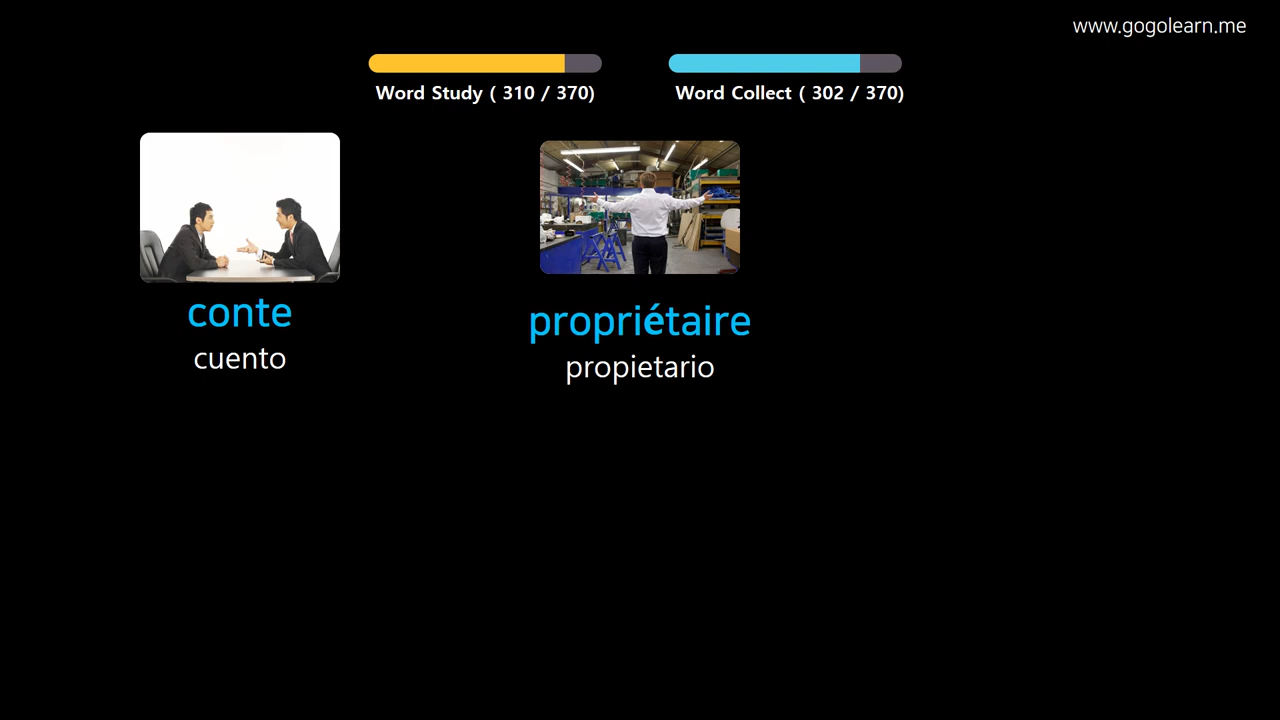 www.gogolearn.me
Word Study ( 310 / 370)
Word Collect ( 302 / 370)
conte
cuento
propriétaire
propietario